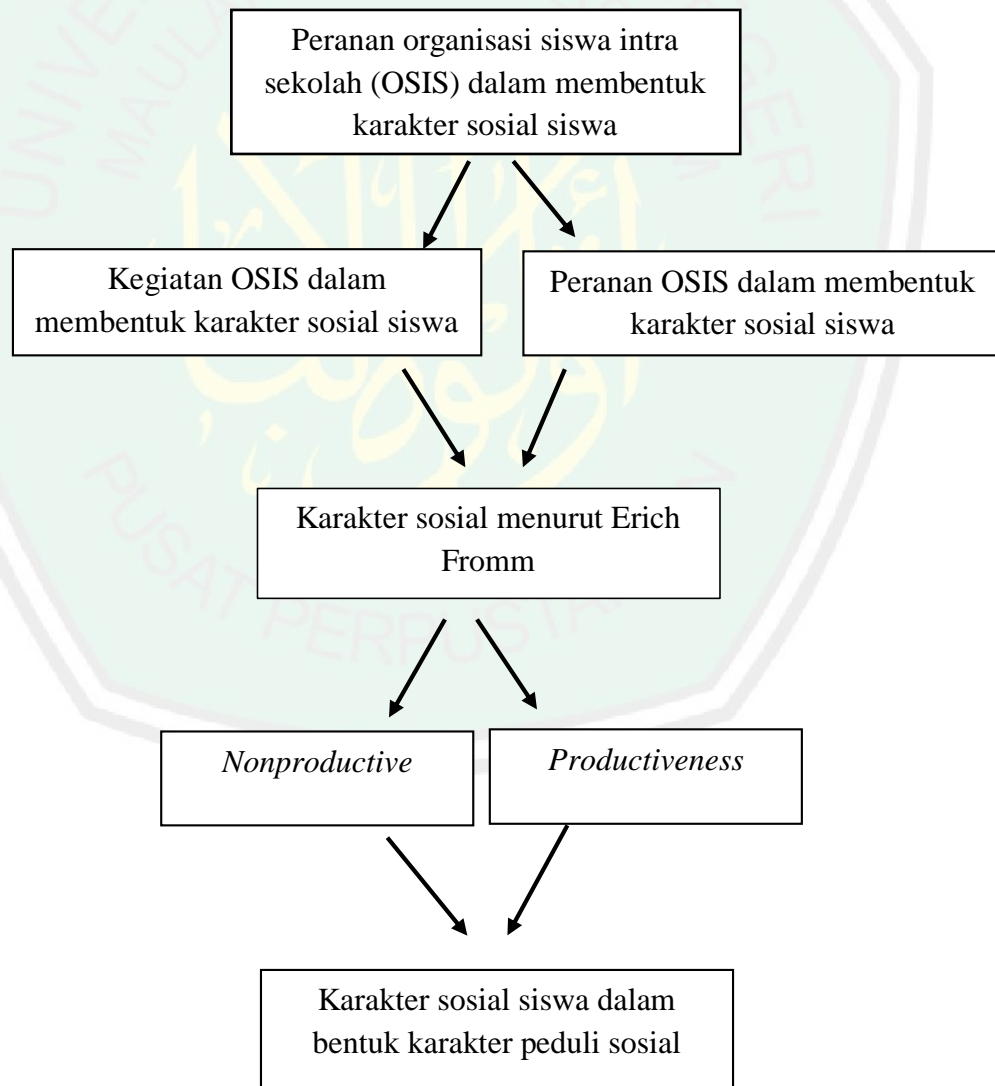 Peranan organisasi siswa intra
sekolah (OSIS) dalam membentuk
karakter sosial siswa
Kegiatan OSIS dalam
membentuk karakter sosial siswa
Peranan OSIS dalam membentuk
karakter sosial siswa
Karakter sosial menurut Erich
Fromm
Nonproductive
Productiveness
Karakter sosial siswa dalam
bentuk karakter peduli sosial
PUSAT